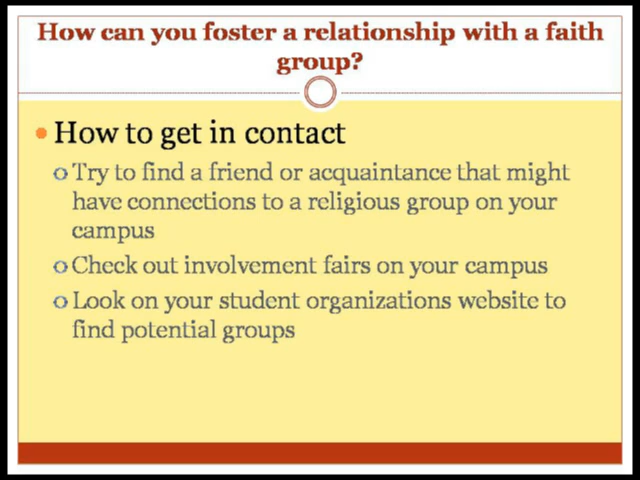 How can you foster a relationship with a faith
group?
How to get in contact
Try to find a friend or acquaintance that might
have connections to a religious group on your
campus
Check out involvement fairs on your campus
Look on your student organizations website to
find potential groups